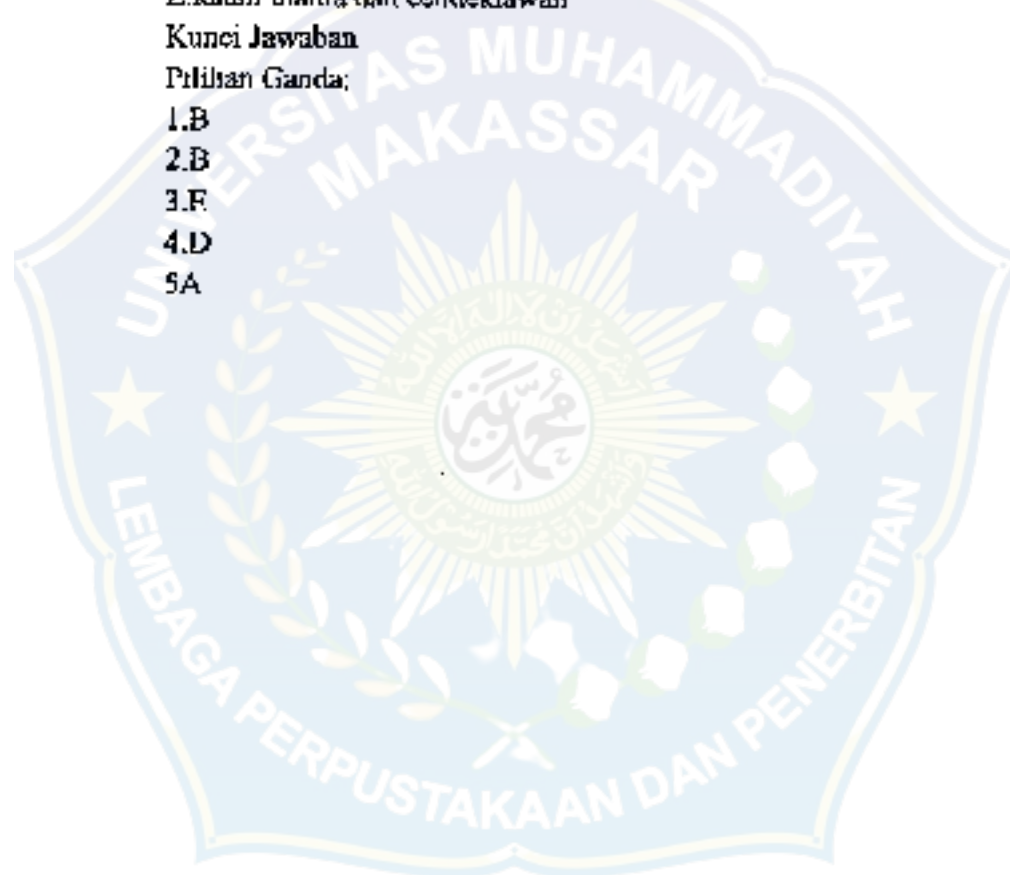 Kunci Jawaban
Pilihan Ganda;
1.B
2.B
3.E
4.D
5A
UNIVERSITAS MUHAMMADIYAH
MAKASSAR
LEMBAGA PERPUSTAKAAN DAN PENERBITAN